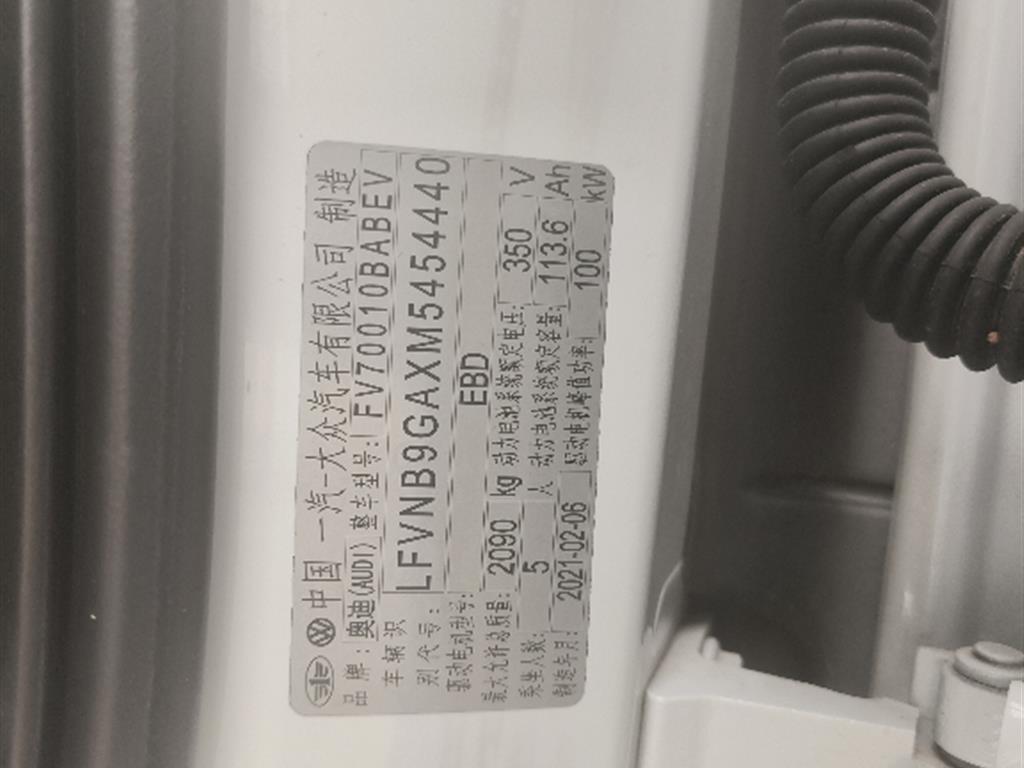 中国一汽-大众汽车有限公司 制造
品牌:奥迪(AUDI) 整车型号:FV70010BABEV
车辆识别代号:LFVNB9GAXM5454440
驱动电机型号:EBD
最大允许总质量:2090 kg 动力电池系统额定电压:350 V
乘坐人数:5 人 动力电池系统额定容量:113.6 Ah
制造年月:2021-02-06 驱动电机峰值功率:100 kW